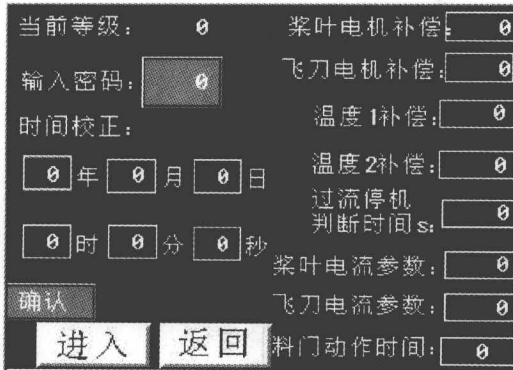 当前等级： 0
输入密码： 0
时间校正：
0 年 0 月 0 日
0 时 0 分 0 秒
确认
进入 返回
桨叶电机补偿： 0
飞刀电机补偿： 0
温度1补偿： 0
温度2补偿： 0
过流停机
判断时间s： 0
桨叶电流参数： 0
飞刀电流参数： 0
料门动作时间： 0